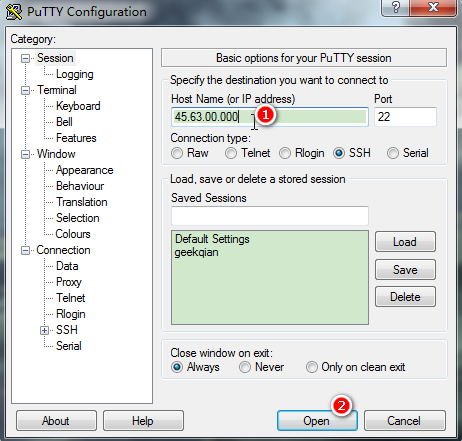 PuTTY Configuration
?
Category:
Session
Logging
Terminal
Keyboard
Bell
Features
Window
Appearance
Behaviour
Translation
Selection
Colours
Connection
Data
Proxy
Telnet
Rlogin
SSH
Serial
Basic options for your PuTTY session
Specify the destination you want to connect to
Host Name (or IP address) Port
45.63.00.000 1 22
Connection type:
Raw Telnet Rlogin SSH Serial
Load, save or delete a stored session
Saved Sessions
Default Settings
geekqian
Load
Save
Delete
Close window on exit:
Always Never Only on clean exit
2
About Help Open Cancel